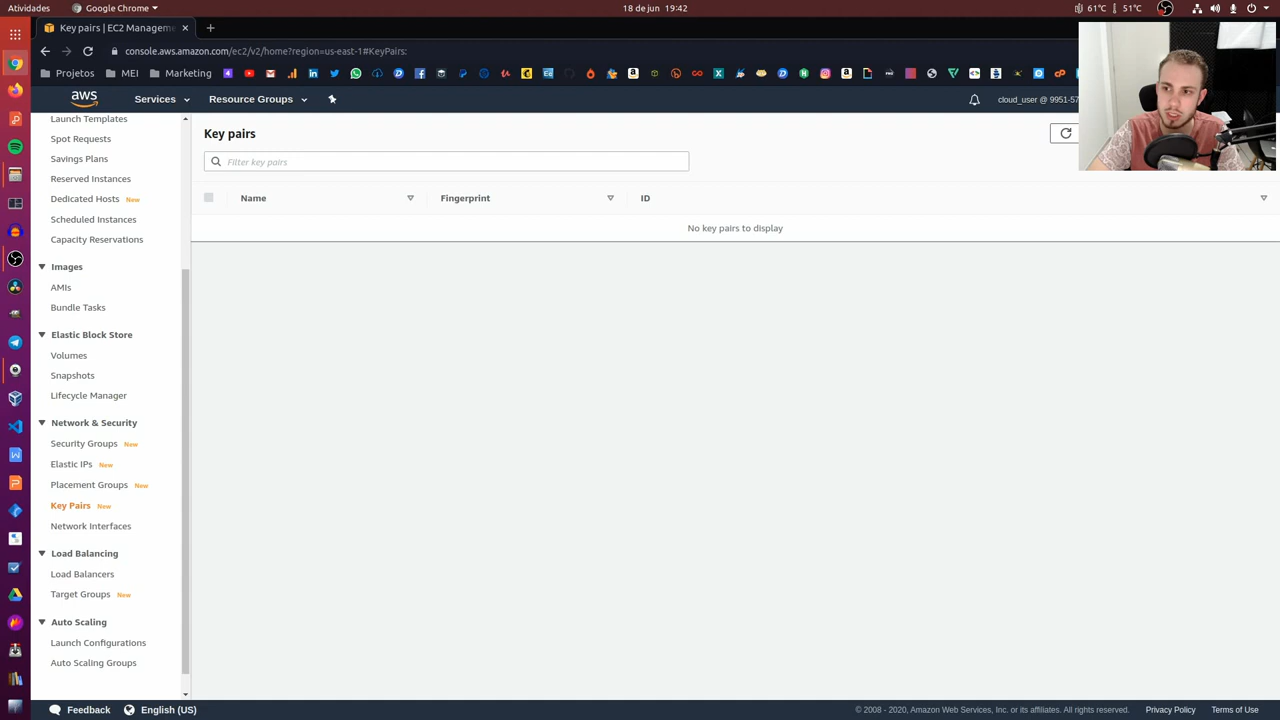 Atividades
Google Chrome
18 de jun 19:42
61°C 51°C
Key pairs | EC2 Managem
console.aws.amazon.com/ec2/v2/home?region=us-east-1#KeyPairs:
Projetos MEI Marketing
aws Services Resource Groups cloud_user @ 9951-57
Launch Templates
Spot Requests
Savings Plans
Reserved Instances
Dedicated Hosts New
Scheduled Instances
Capacity Reservations
Images
AMIs
Bundle Tasks
Elastic Block Store
Volumes
Snapshots
Lifecycle Manager
Network & Security
Security Groups New
Elastic IPs New
Placement Groups New
Key Pairs New
Network Interfaces
Load Balancing
Load Balancers
Target Groups New
Auto Scaling
Launch Configurations
Auto Scaling Groups
Key pairs
Filter key pairs
Name Fingerprint ID
No key pairs to display
Feedback English (US) © 2008 - 2020, Amazon Web Services, Inc. or its affiliates. All rights reserved. Privacy Policy Terms of Use